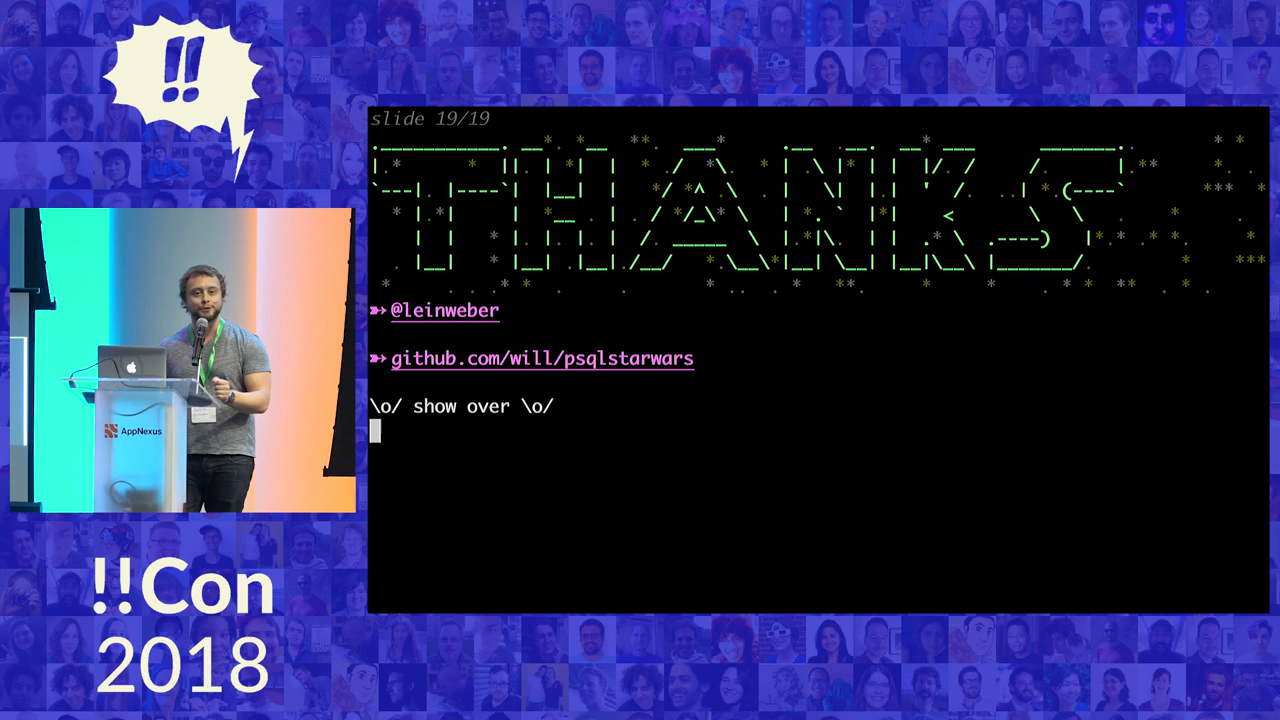 !!
slide 19/19
THANKS
➳ @leinweber
➳ github.com/will/psqlstarwars
\o/ show over \o/
AppNexus
!!Con
2018